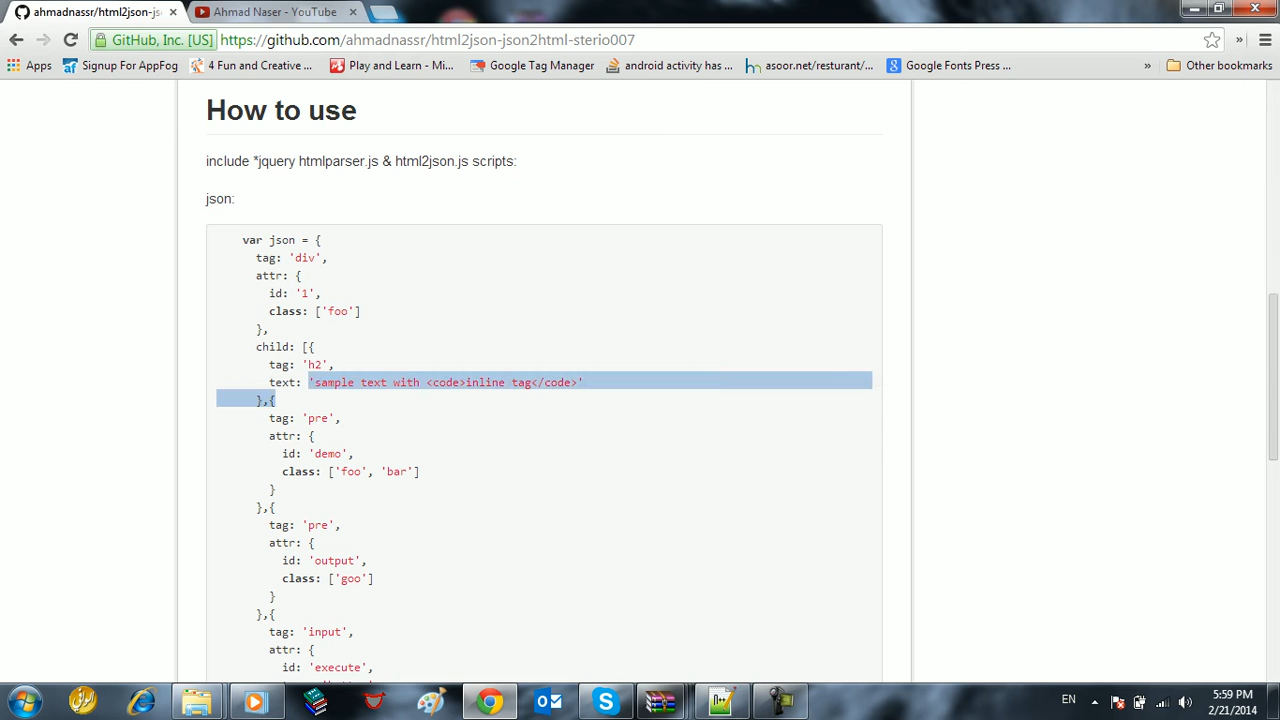 ahmadnassr/html2json-js
Ahmad Naser - YouTube
GitHub, Inc. [US]
https://github.com/ahmadnassr/html2json-json2html-sterio007
Apps
Signup For AppFog
4 Fun and Creative ...
Play and Learn - Mi...
Google Tag Manager
android activity has ...
asoor.net/resturant/...
Google Fonts Press ...
»
Other bookmarks
How to use
include *jquery htmlparser.js & html2json.js scripts:
json:
var json = {
tag: 'div',
attr: {
id: '1',
class: ['foo']
},
child: [{
tag: 'h2',
text: 'sample text with <code>inline tag</code>'
},{
tag: 'pre',
attr: {
id: 'demo',
class: ['foo', 'bar']
}
},{
tag: 'pre',
attr: {
id: 'output',
class: ['goo']
}
},{
tag: 'input',
attr: {
id: 'execute',
EN
5:59 PM
2/21/2014